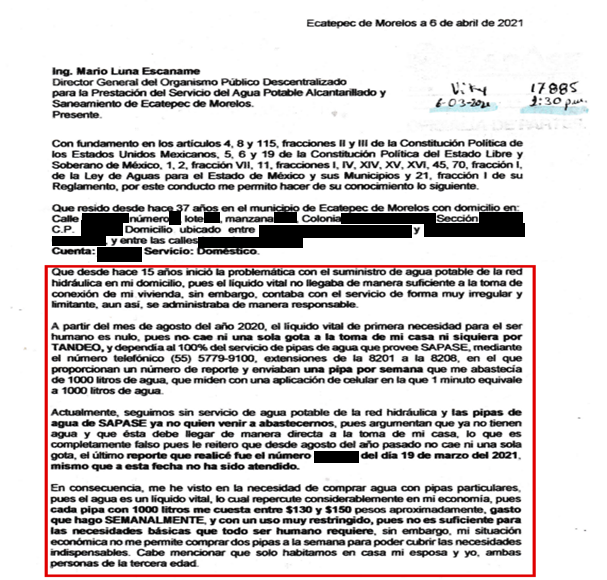 Ecatepec de Morelos a 6 de abril de 2021
Ing. Mario Luna Escaname
Director General del Organismo Público Descentralizado
para la Prestación del Servicio del Agua Potable Alcantarillado y
Saneamiento de Ecatepec de Morelos.
Presente.
17885
6-03-2021 2:30 p.m.
Con fundamento en los artículos 4, 8 y 115, fracciones II y III de la Constitución Política de
los Estados Unidos Mexicanos, 5, 6 y 19 de la Constitución Política del Estado Libre y
Soberano de México, 1, 2, fracción VII, 11, fracciones I, IV, XIV, XV, XVI, 45, 70, fracción I,
de la Ley de Aguas para el Estado de México y sus Municipios y 21, fracción I de su
Reglamento, por este conducto me permito hacer de su conocimiento lo siguiente.
Que resido desde hace 37 años en el municipio de Ecatepec de Morelos con domicilio en:
Calle número lote manzana Colonia Sección
C.P. Domicilio ubicado entre y
, y entre las calles
Cuenta: Servicio: Doméstico.
Que desde hace 15 años inició la problemática con el suministro de agua potable de la red
hidráulica en mi domicilio, pues el líquido vital no llegaba de manera suficiente a la toma de
conexión de mi vivienda, sin embargo, contaba con el servicio de forma muy irregular y
limitante, aun así, se administraba de manera responsable.
A partir del mes de agosto del año 2020, el líquido vital de primera necesidad para el ser
humano es nulo, pues no cae ni una sola gota a la toma de mi casa ni siquiera por
TANDEO, y dependía al 100% del servicio de pipas de agua que provee SAPASE, mediante
el número telefónico (55) 5779-9100, extensiones de la 8201 a la 8208, en el que
proporcionan un número de reporte y enviaban una pipa por semana que me abastecía
de 1000 litros de agua, que miden con una aplicación de celular en la que 1 minuto equivale
a 1000 litros de agua.
Actualmente, seguimos sin servicio de agua potable de la red hidráulica y las pipas de
agua de SAPASE ya no quien venir a abastecernos, pues argumentan que ya no tienen
agua y que ésta debe llegar de manera directa a la toma de mi casa, lo que es
completamente falso pues le reitero que desde agosto del año pasado no cae ni una sola
gota, el último reporte que realicé fue el número del día 19 de marzo del 2021,
mismo que a esta fecha no ha sido atendido.
En consecuencia, me he visto en la necesidad de comprar agua con pipas particulares,
pues el agua es un líquido vital, lo cual repercute considerablemente en mi economía, pues
cada pipa con 1000 litros me cuesta entre $130 y $150 pesos aproximadamente, gasto
que hago SEMANALMENTE, y con un uso muy restringido, pues no es suficiente para
las necesidades básicas que todo ser humano requiere, sin embargo, mi situación
económica no me permite comprar dos pipas a la semana para poder cubrir las necesidades
indispensables. Cabe mencionar que solo habitamos en casa mi esposa y yo, ambas
personas de la tercera edad.